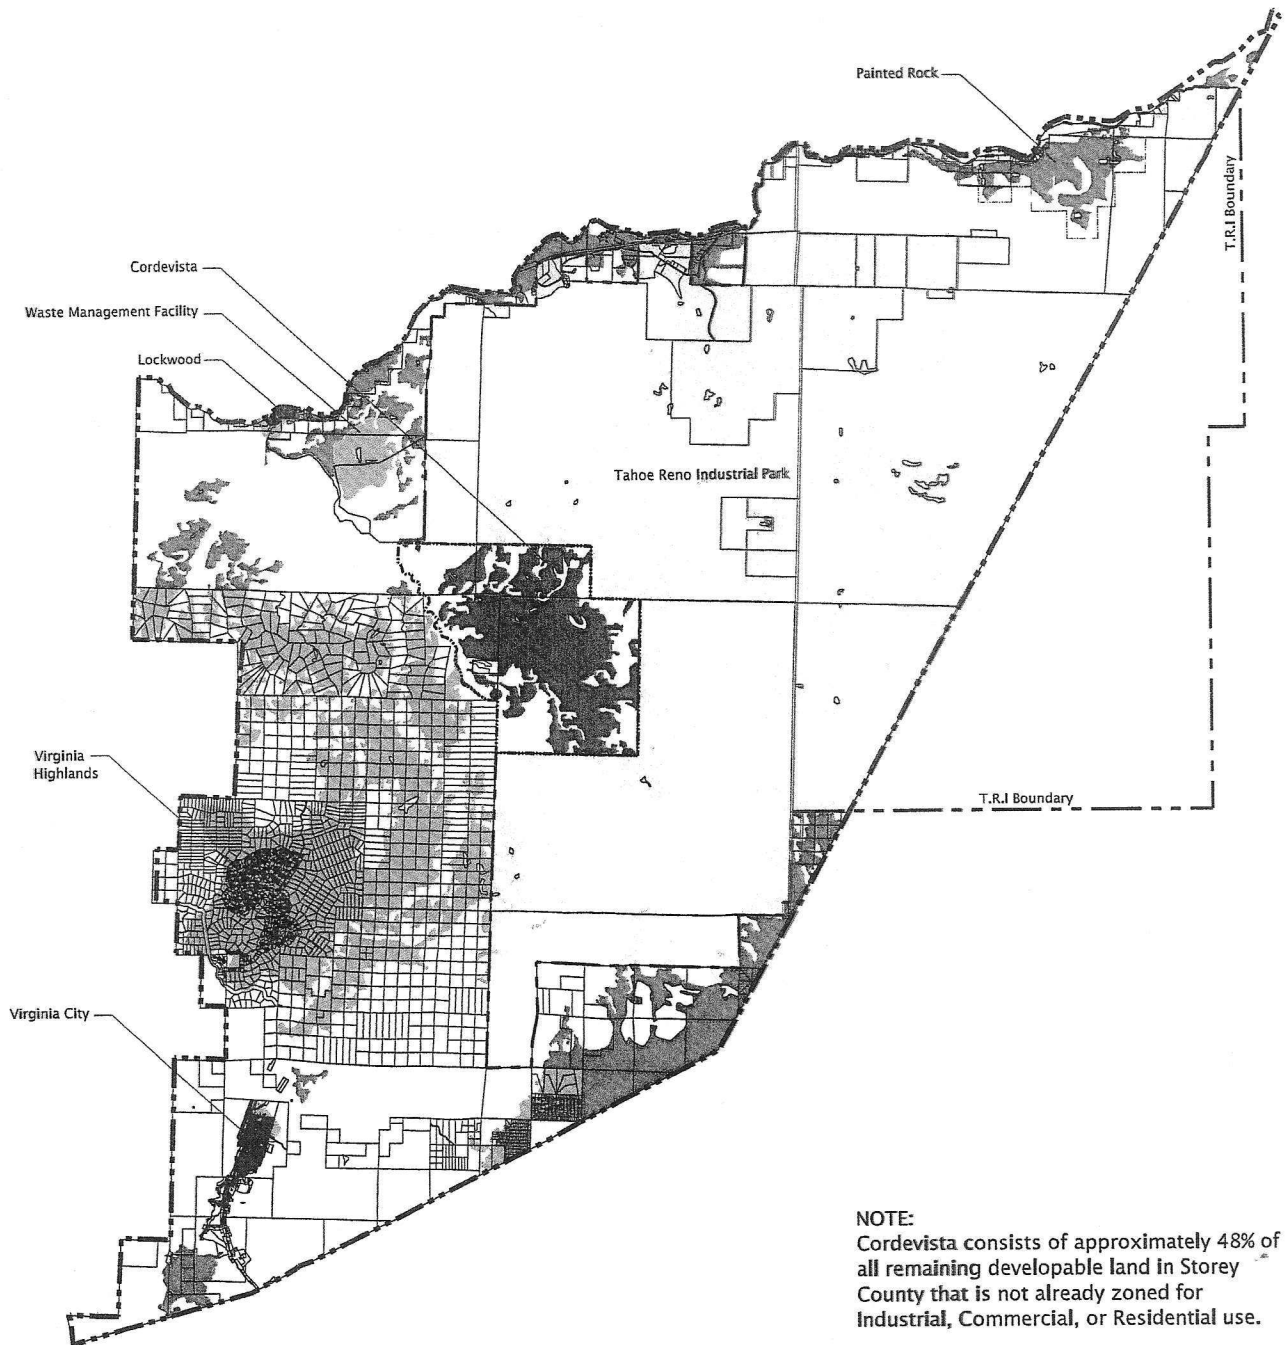 Painted Rock
T.R.I Boundary
Cordevista
Waste Management Facility
Lockwood
Tahoe Reno Industrial Park
Virginia
Highlands
T.R.I Boundary
Virginia City
NOTE:
Cordevista consists of approximately 48% of
all remaining developable land in Storey
County that is not already zoned for
Industrial, Commercial, or Residential use.